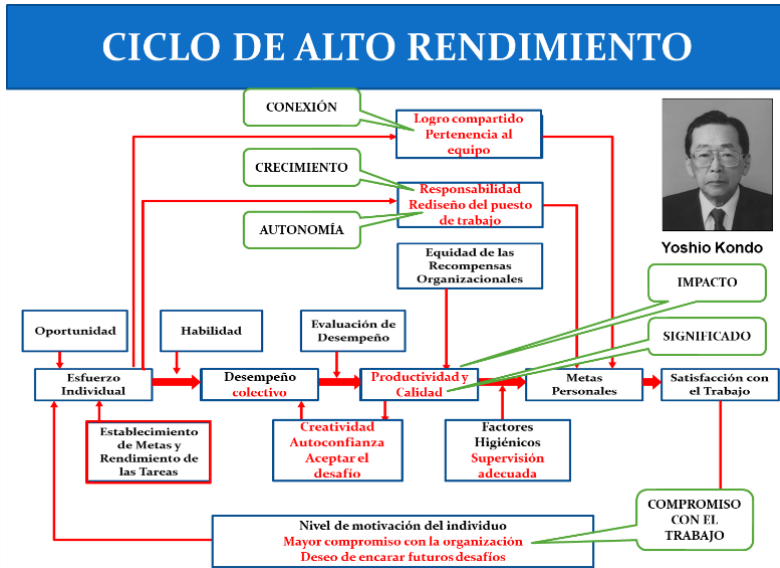 CICLO DE ALTO RENDIMIENTO
CONEXIÓN
Logro compartido
Pertenencia al
equipo
CRECIMIENTO
Responsabilidad
Rediseño del puesto
de trabajo
AUTONOMÍA
Yoshio Kondo
Equidad de las
Recompensas
Organizacionales
IMPACTO
SIGNIFICADO
Oportunidad
Habilidad
Evaluación de
Desempeño
Esfuerzo
Individual
Desempeño
colectivo
Productividad y
Calidad
Metas
Personales
Satisfacción con
el Trabajo
Establecimiento
de Metas y
Rendimiento de
las Tareas
Creatividad
Autoconfianza
Aceptar el
desafío
Factores
Higiénicos
Supervisión
adecuada
Nivel de motivación del individuo
Mayor compromiso con la organización
Deseo de encarar futuros desafíos
COMPROMISO
CON EL
TRABAJO